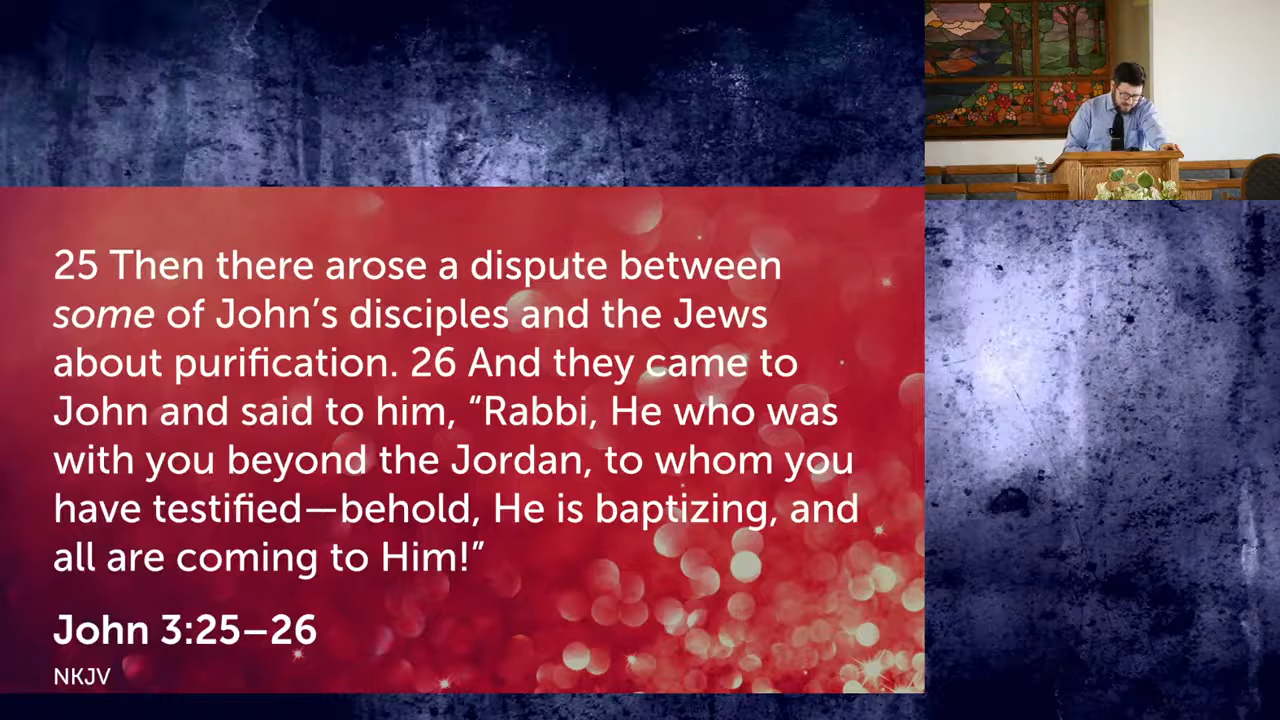 25 Then there arose a dispute between
some of John’s disciples and the Jews
about purification. 26 And they came to
John and said to him, “Rabbi, He who was
with you beyond the Jordan, to whom you
have testified—behold, He is baptizing, and
all are coming to Him!”
John 3:25–26
NKJV